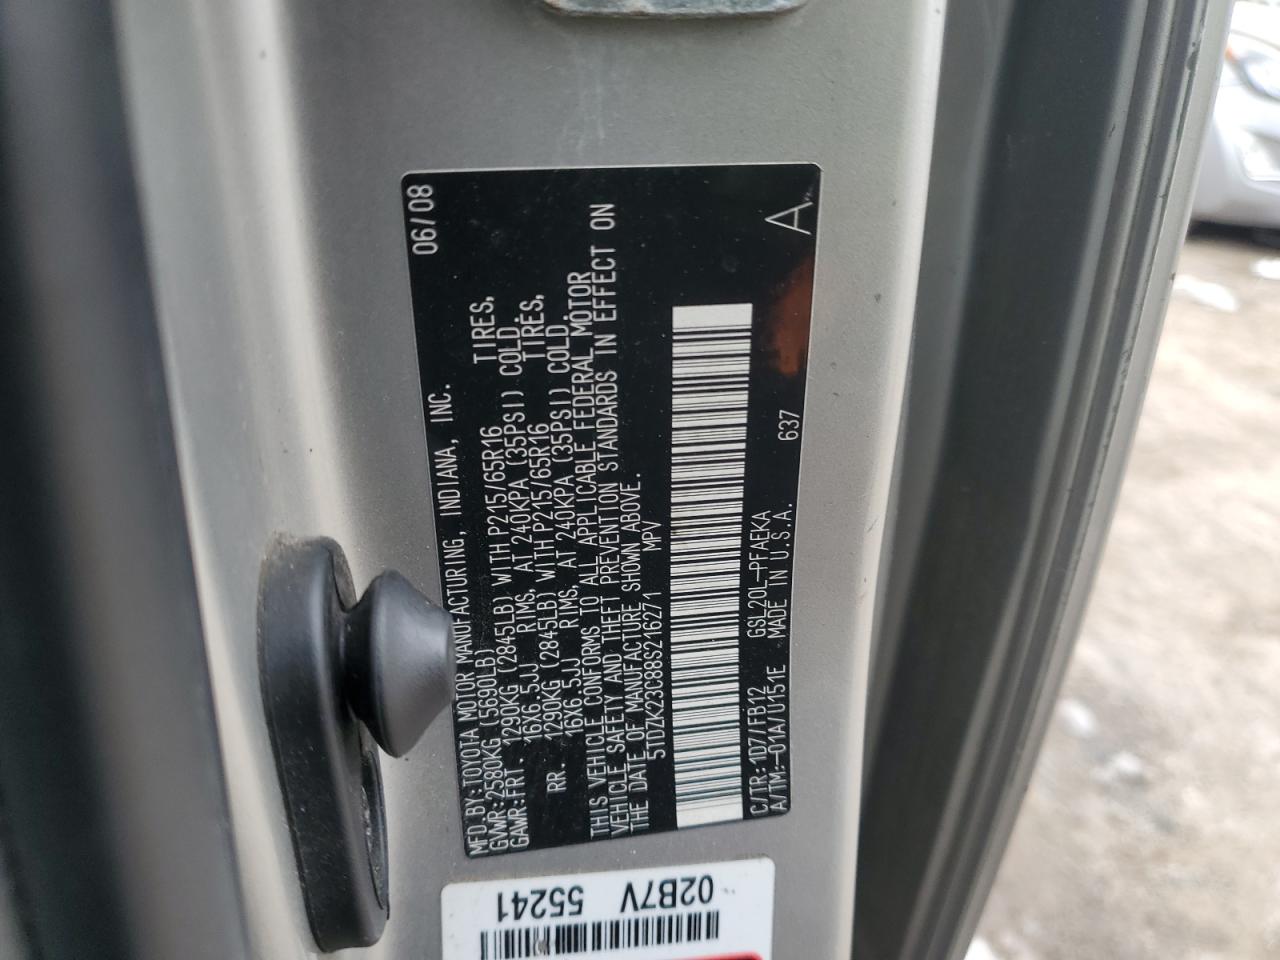 MFD BY: TOYOTA MOTOR MANUFACTURING, INDIANA, INC. 06/08
GVWR: 2580KG (5690LB)
GAWR: FRT. 1290KG (2845LB) WITH P215/65R16 TIRES,
16X6.5JJ RIMS, AT 240KPA (35PSI) COLD.
RR. 1290KG (2845LB) WITH P215/65R16 TIRES,
16X6.5JJ RIMS, AT 240KPA (35PSI) COLD.
THIS VEHICLE CONFORMS TO ALL APPLICABLE FEDERAL MOTOR
VEHICLE SAFETY AND THEFT PREVENTION STANDARDS IN EFFECT ON
THE DATE OF MANUFACTURE SHOWN ABOVE.
5TDZK23C88S216271 MPV
C/TR: 1D7/FB12 GSL20L-PFAEKA
A/TM: -01A/U151E MADE IN U.S.A. 637 A
02B7V
55241